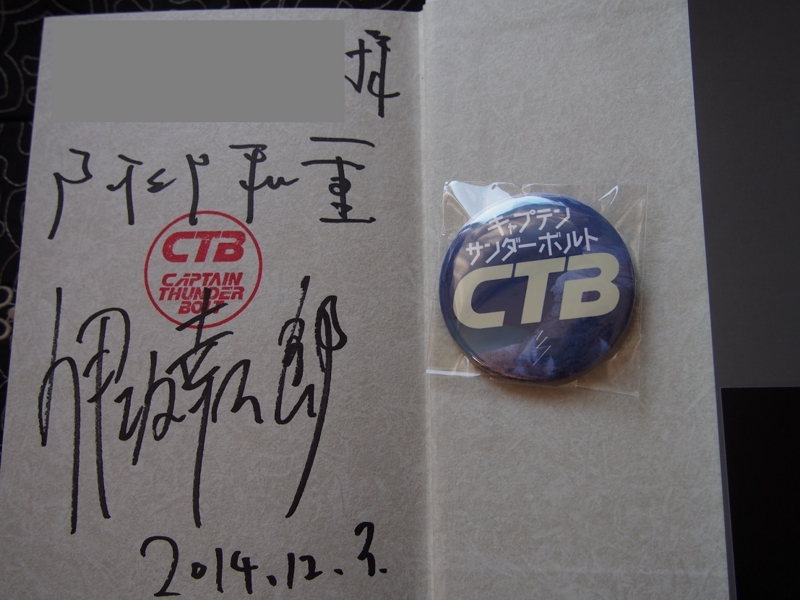 様
阿部和重
CTB
CAPTAIN
THUNDER
BOLT
伊坂幸太郎
2014.12.3.
キャプテン
サンダーボルト
CTB